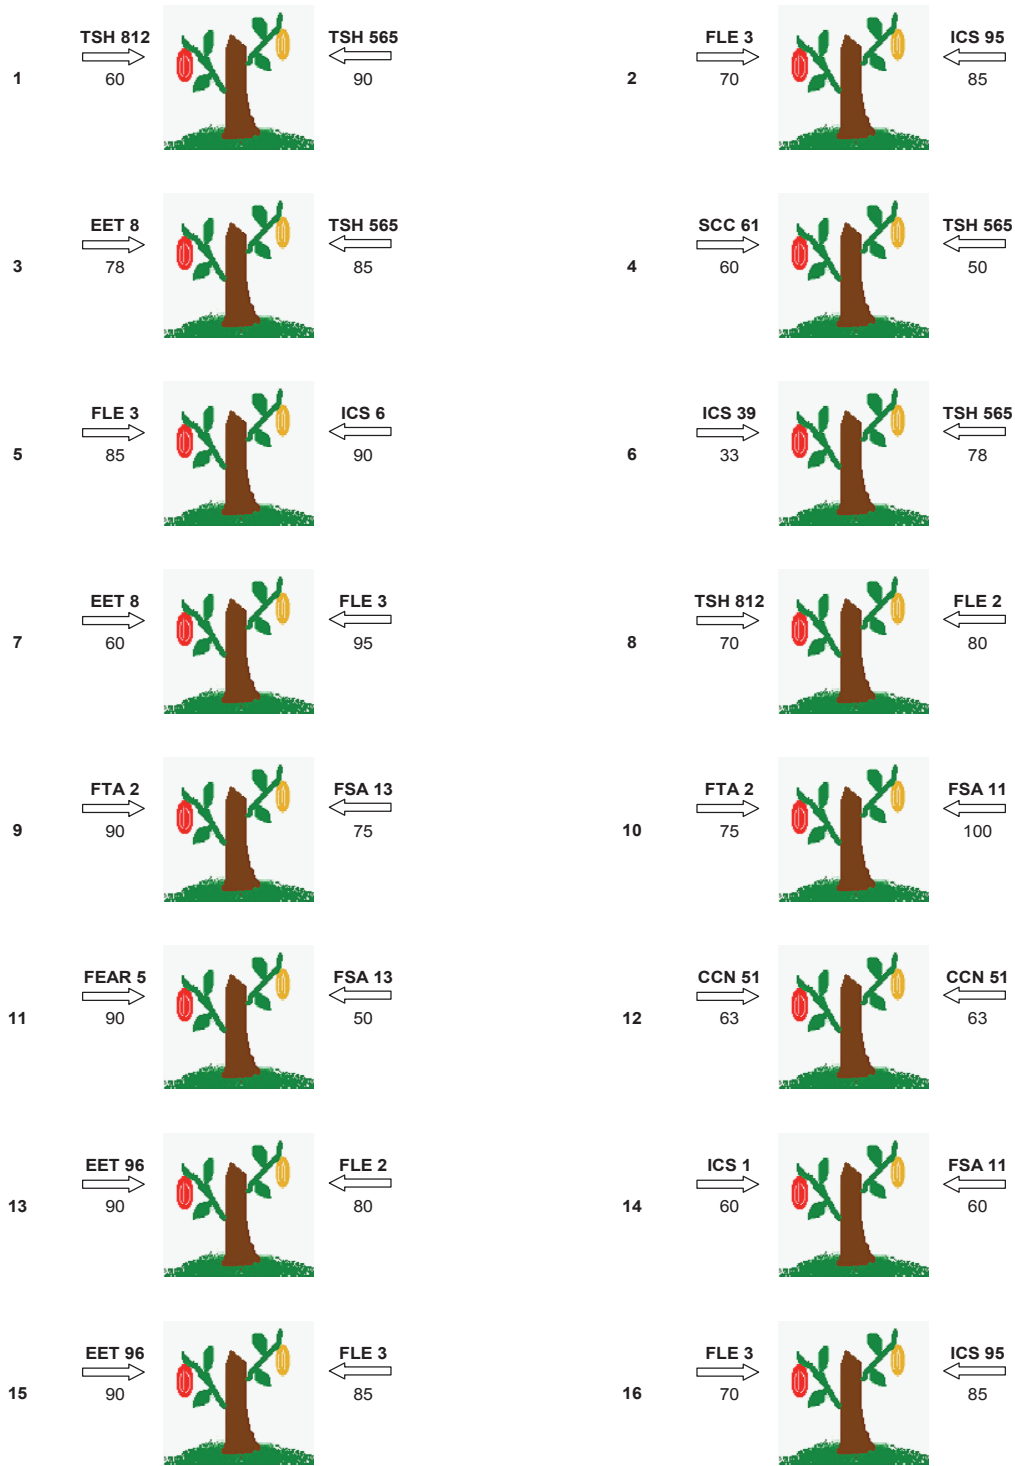 TSH 812 TSH 565
1 60 90
FLE 3 ICS 95
2 70 85
EET 8 TSH 565
3 78 85
SCC 61 TSH 565
4 60 50
FLE 3 ICS 6
5 85 90
ICS 39 TSH 565
6 33 78
EET 8 FLE 3
7 60 95
TSH 812 FLE 2
8 70 80
FTA 2 FSA 13
9 90 75
FTA 2 FSA 11
10 75 100
FEAR 5 FSA 13
11 90 50
CCN 51 CCN 51
12 63 63
EET 96 FLE 2
13 90 80
ICS 1 FSA 11
14 60 60
EET 96 FLE 3
15 90 85
FLE 3 ICS 95
16 70 85